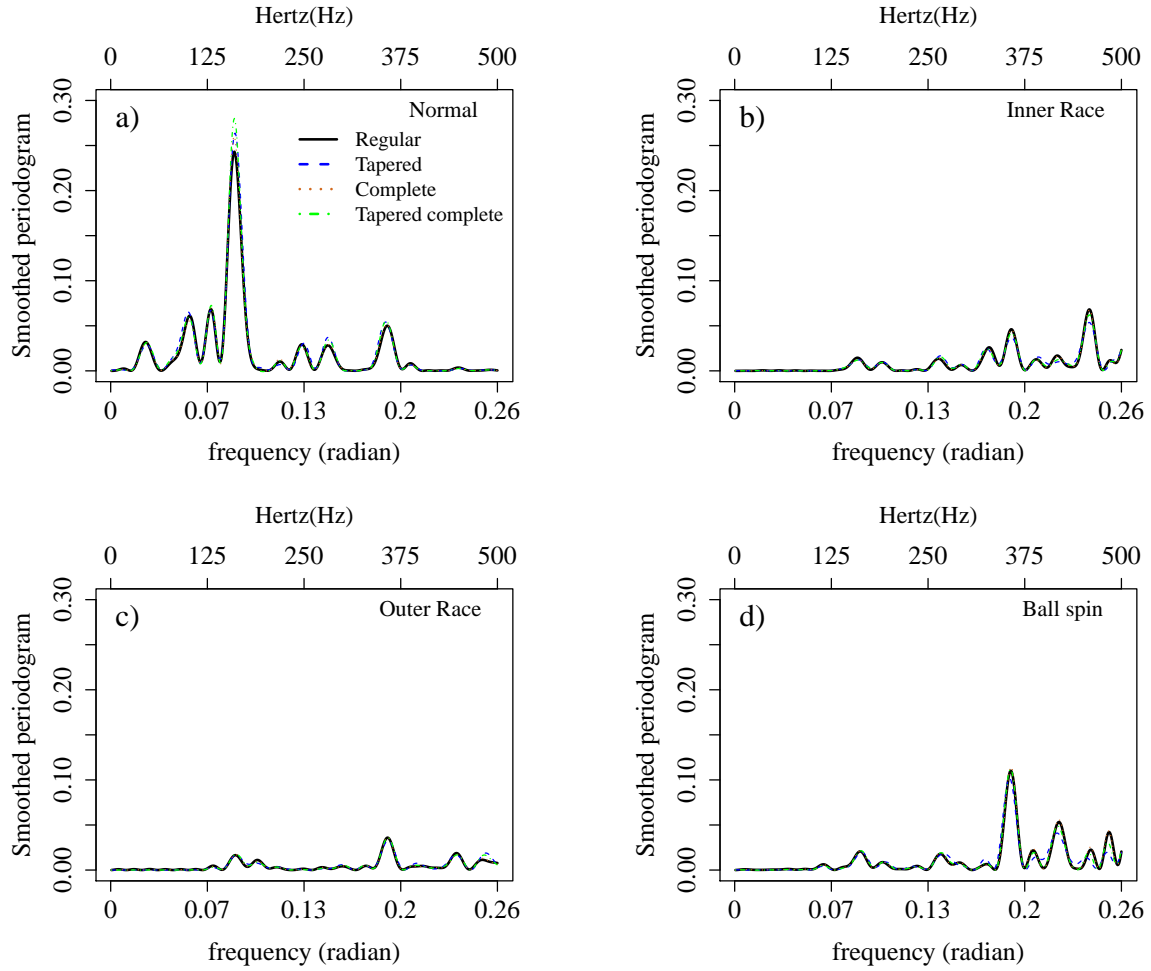 Hertz(Hz)
0 125 250 375 500
Smoothed periodogram
0.00 0.10 0.20 0.30
a)
Normal
Regular
Tapered
Complete
Tapered complete
0 0.07 0.13 0.2 0.26
frequency (radian)
Hertz(Hz)
0 125 250 375 500
Smoothed periodogram
0.00 0.10 0.20 0.30
b)
Inner Race
0 0.07 0.13 0.2 0.26
frequency (radian)
Hertz(Hz)
0 125 250 375 500
Smoothed periodogram
0.00 0.10 0.20 0.30
c)
Outer Race
0 0.07 0.13 0.2 0.26
frequency (radian)
Hertz(Hz)
0 125 250 375 500
Smoothed periodogram
0.00 0.10 0.20 0.30
d)
Ball spin
0 0.07 0.13 0.2 0.26
frequency (radian)